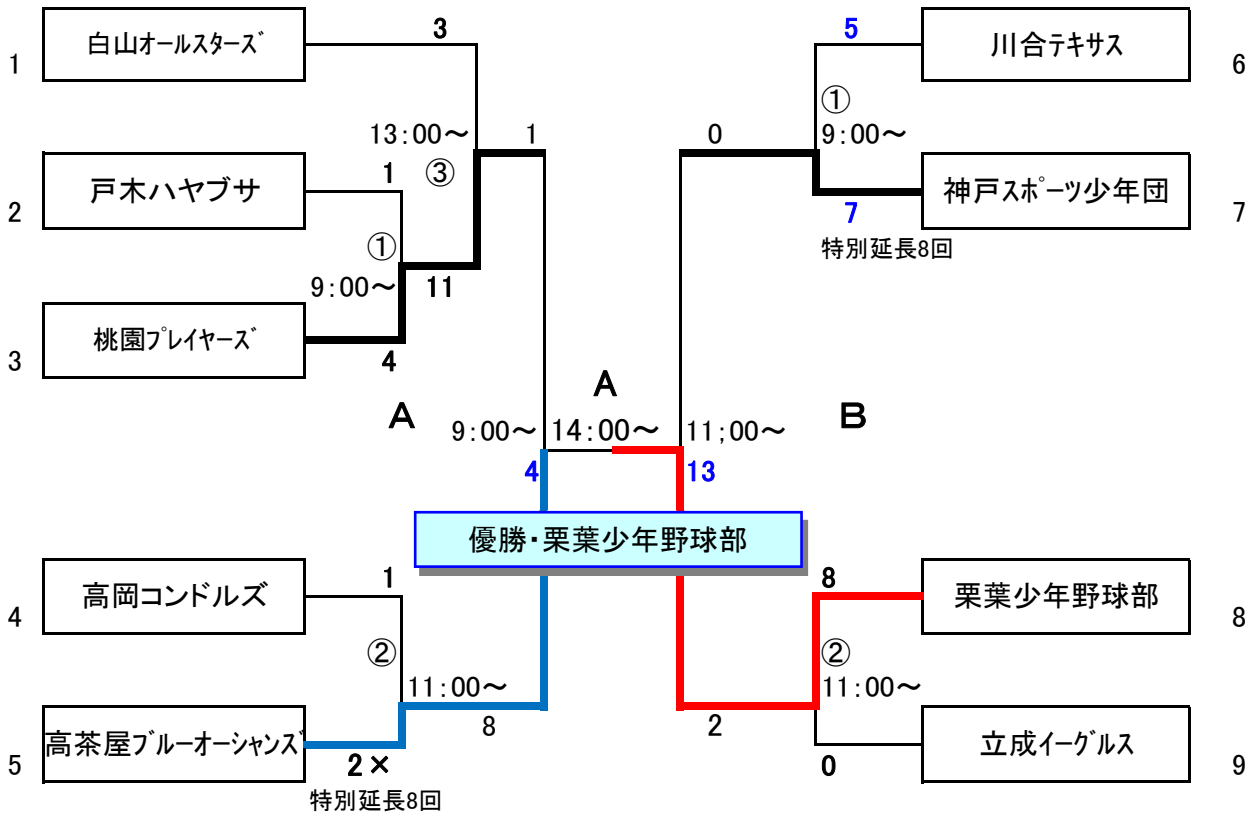 3
5
白山ｵｰﾙｽﾀｰｽﾞ
川合ﾃｷｻｽ
1
6
①
13:00～
1
0
9:00～
1
③
戸木ハヤブサ
神戸ｽﾎﾟｰﾂ少年団
2
7
7
①
特別延長8回
9:00～
11
桃園ﾌﾟﾚｲﾔｰｽﾞ
3
4
A
A
B
9:00～
14:00～
11;00～
4
13
優勝・栗葉少年野球部
1
8
高岡コンドルズ
栗葉少年野球部
4
8
②
②
11:00～
11:00～
8
2
高茶屋ﾌﾞﾙｰｵｰｼｬﾝｽﾞ
立成ｲｰｸﾞﾙｽ
5
2×
0
9
特別延長8回